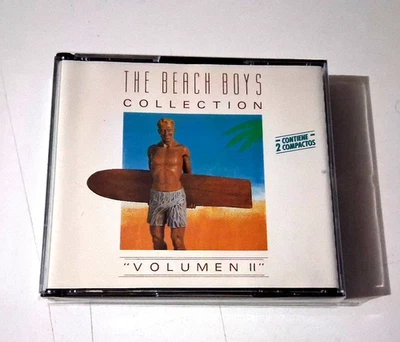 THE BEACH BOYS
COLLECTION
CONTIENE
2 COMPACTOS
"VOLUMEN II"